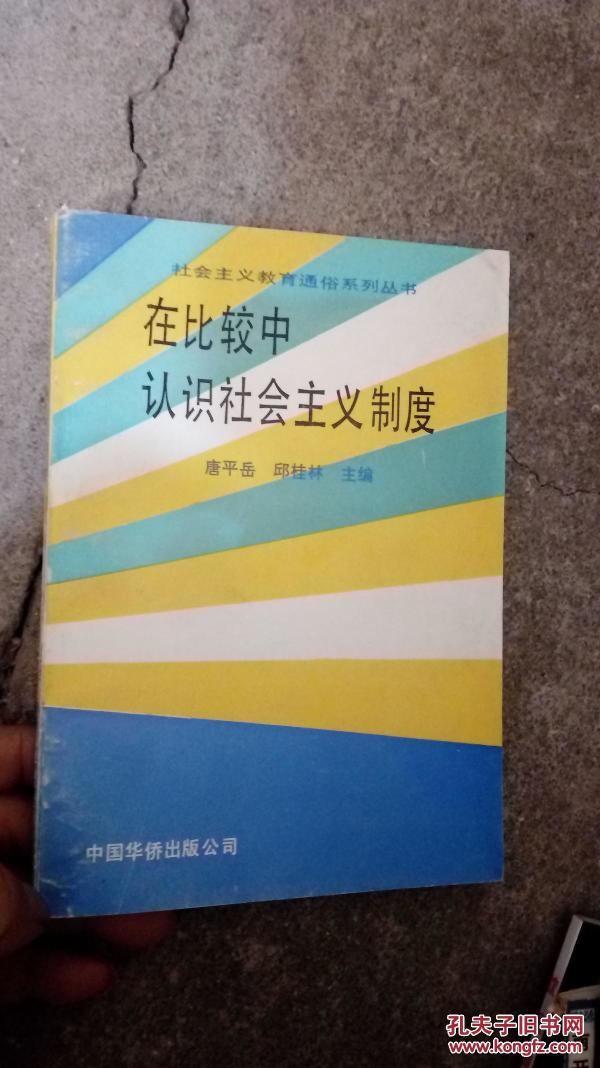 社会主义教育通俗系列丛书
在比较中
认识社会主义制度
唐平岳 邱桂林 主编
中国华侨出版公司
孔夫子旧书网
www.kongfz.com